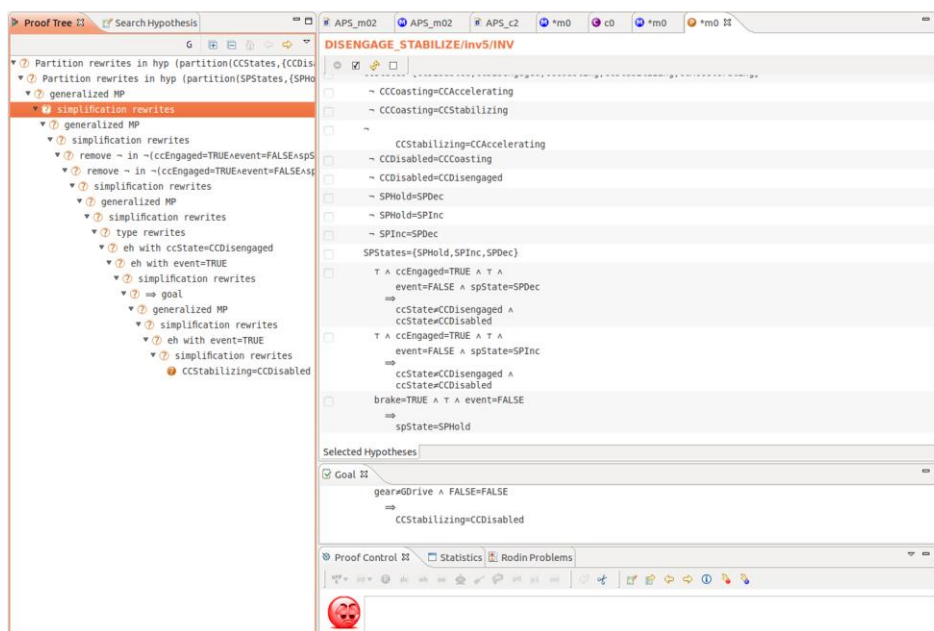 Proof Tree
Search Hypothesis
G
Partition rewrites in hyp (partition(CCStates,{CCDis
Partition rewrites in hyp (partition(SPStates,{SPHo
generalized MP
simplification rewrites
generalized MP
simplification rewrites
remove ¬ in ¬(ccEngaged=TRUE∧event=FALSE∧spS
remove ¬ in ¬(ccEngaged=TRUE∧event=FALSE∧sp
simplification rewrites
generalized MP
simplification rewrites
type rewrites
eh with ccState=CCDisengaged
eh with event=TRUE
simplification rewrites
⇒ goal
generalized MP
simplification rewrites
eh with event=TRUE
simplification rewrites
CCStabilizing=CCDisabled
APS_m02 APS_m02 APS_c2 *m0 c0 *m0 *m0
DISENGAGE_STABILIZE/inv5/INV
¬ CCCoasting=CCAccelerating
¬ CCCoasting=CCStabilizing
¬
CCStabilizing=CCAccelerating
¬ CCDisabled=CCCoasting
¬ CCDisabled=CCDisengaged
¬ SPHold=SPDec
¬ SPHold=SPInc
¬ SPInc=SPDec
SPStates={SPHold,SPInc,SPDec}
⊤ ∧ ccEngaged=TRUE ∧ ⊤ ∧
event=FALSE ∧ spState=SPDec
⇒
ccState≠CCDisengaged ∧
ccState≠CCDisabled
⊤ ∧ ccEngaged=TRUE ∧ ⊤ ∧
event=FALSE ∧ spState=SPInc
⇒
ccState≠CCDisengaged ∧
ccState≠CCDisabled
brake=TRUE ∧ ⊤ ∧ event=FALSE
⇒
spState=SPHold
Selected Hypotheses
Goal
gear≠GDrive ∧ FALSE=FALSE
⇒
CCStabilizing=CCDisabled
Proof Control Statistics Rodin Problems